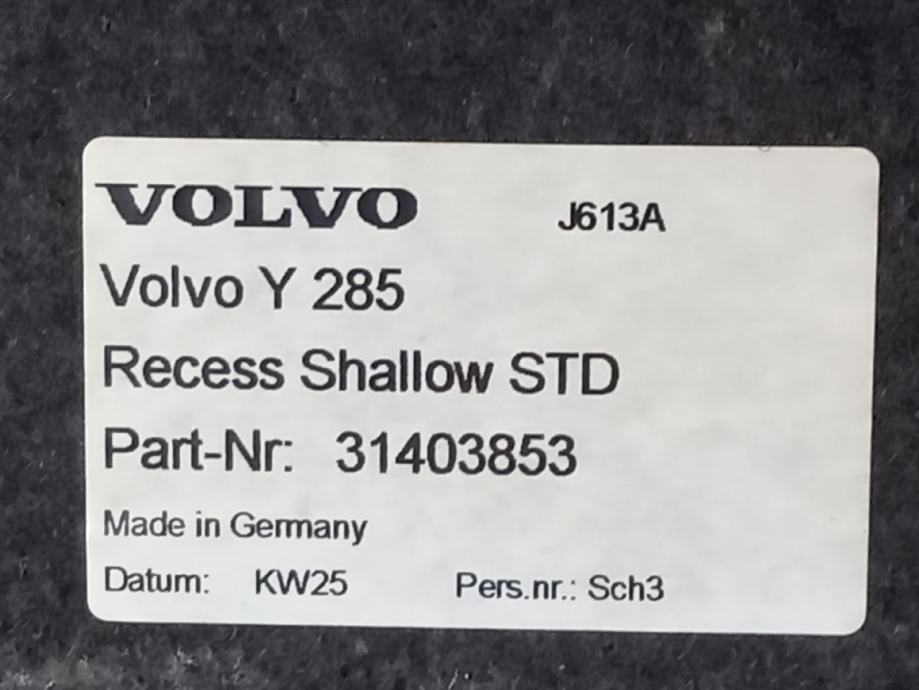 VOLVO J613A
Volvo Y 285
Recess Shallow STD
Part-Nr: 31403853
Made in Germany
Datum: KW25 Pers.nr.: Sch3